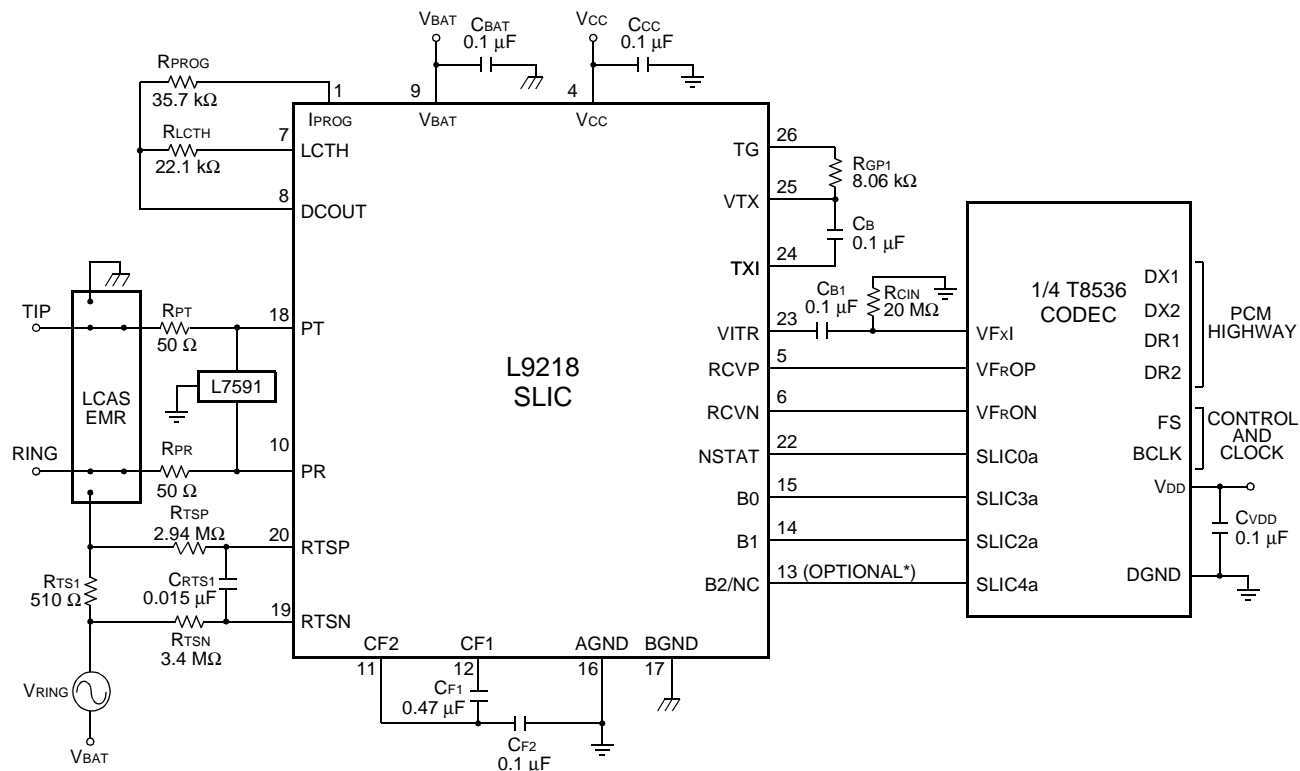 VBAT
CBAT
0.1 µF
VCC
CCC
0.1 µF
RPROG
35.7 kΩ
1
9
4
IPROG
VBAT
VCC
RLCTH
22.1 kΩ
7
LCTH
8
DCOUT
TG
26
RGP1
8.06 kΩ
VTX
25
CB
0.1 µF
TXI
24
CB1
0.1 µF
RCIN
20 MΩ
TIP
RPT
50 Ω
18
PT
L7591
LCAS
EMR
RING
RPR
50 Ω
10
PR
RTSP
2.94 MΩ
20
RTSP
RTS1
510 Ω
CRTS1
0.015 µF
19
RTSN
RTSN
3.4 MΩ
VRING
VBAT
L9218
SLIC
VITR
23
VFXI
RCVP
5
VFROP
RCVN
6
VFRON
NSTAT
22
SLIC0a
B0
15
SLIC3a
B1
14
SLIC2a
B2/NC
13 (OPTIONAL*)
SLIC4a
CF2
CF1
AGND
BGND
11
12
16
17
CF1
0.47 µF
CF2
0.1 µF
1/4 T8536
CODEC
DX1
DX2
DR1
DR2
PCM
HIGHWAY
FS
BCLK
CONTROL
AND
CLOCK
VDD
CVDD
0.1 µF
DGND